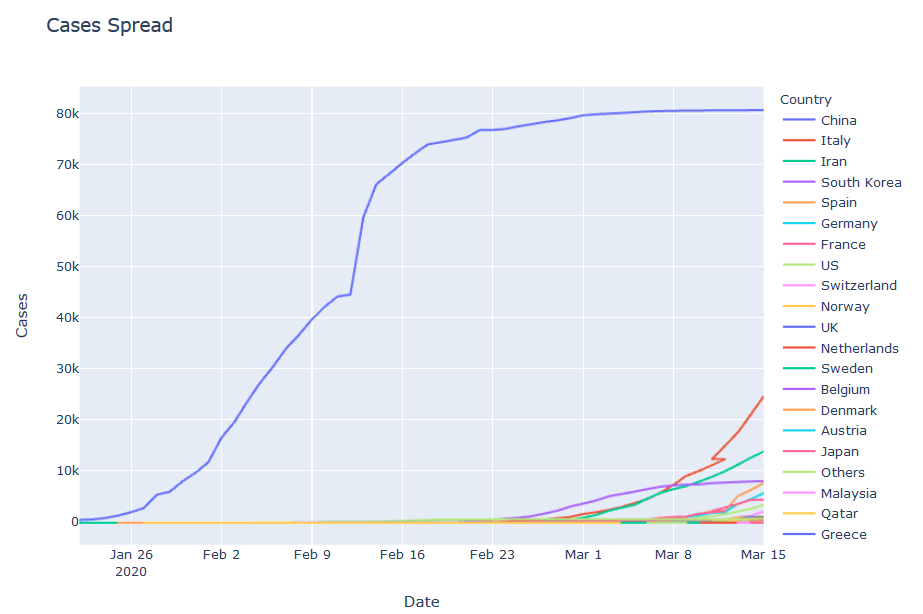 Cases Spread
Country
China
Italy
Iran
South Korea
Spain
Germany
France
US
Switzerland
Norway
UK
Netherlands
Sweden
Belgium
Denmark
Austria
Japan
Others
Malaysia
Qatar
Greece
80k
70k
60k
50k
40k
30k
20k
10k
0
Cases
Jan 26 Feb 2 Feb 9 Feb 16 Feb 23 Mar 1 Mar 8 Mar 15
2020
Date